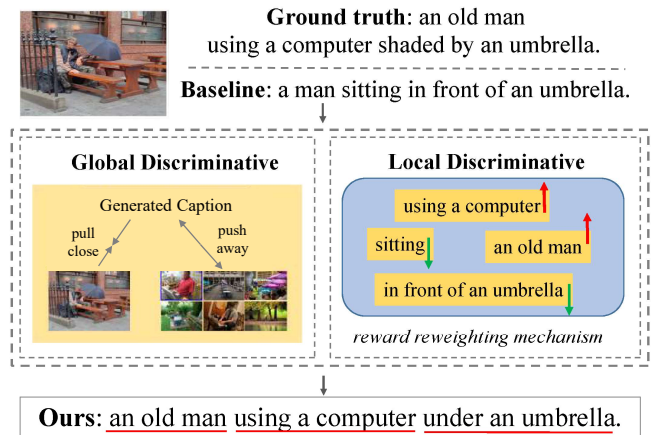 Ground truth: an old man
using a computer shaded by an umbrella.
Baseline: a man sitting in front of an umbrella.
Global Discriminative
Generated Caption
pull
close
push
away
Local Discriminative
using a computer
sitting
an old man
in front of an umbrella
reward reweighting mechanism
Ours: an old man using a computer under an umbrella.